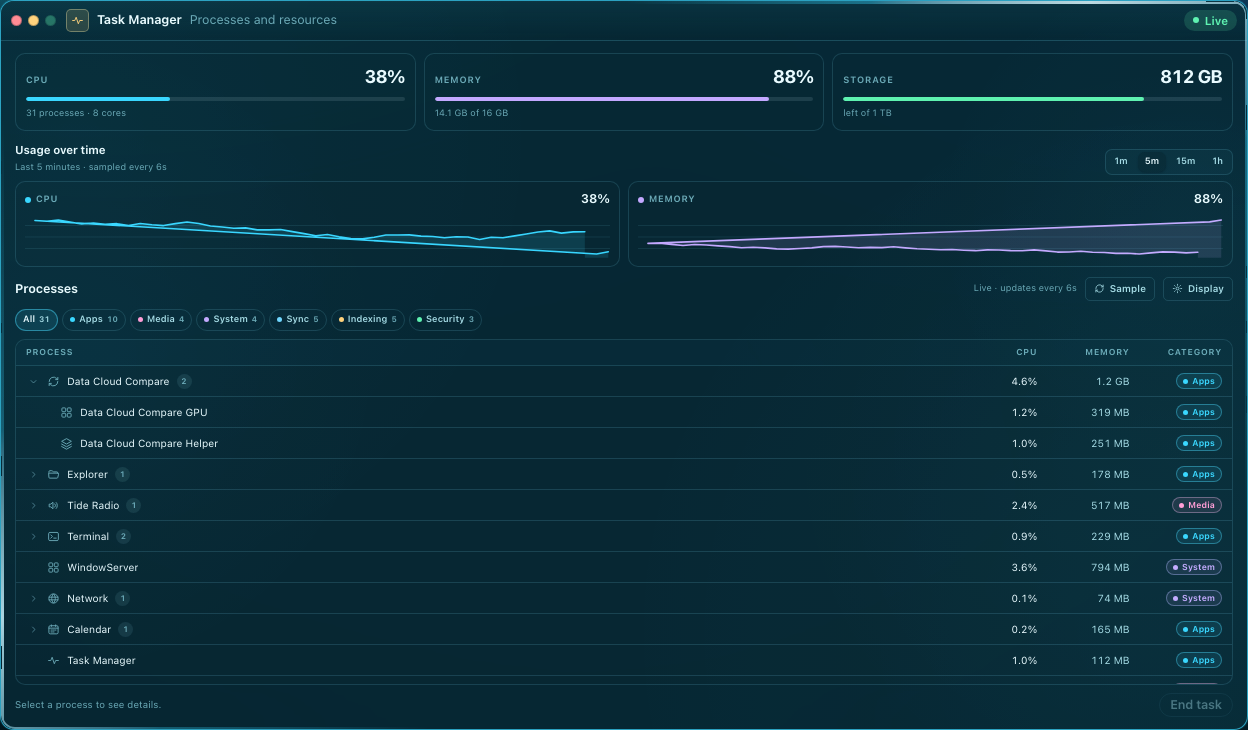 Task Manager Processes and resources Live
CPU 38%
31 processes · 8 cores
MEMORY 88%
14.1 GB of 16 GB
STORAGE 812 GB
left of 1 TB
Usage over time
Last 5 minutes · sampled every 6s
1m 5m 15m 1h
CPU 38%
MEMORY 88%
Processes
Live · updates every 6s Sample Display
All 31 Apps 10 Media 4 System 4 Sync 5 Indexing 5 Security 3
PROCESS CPU MEMORY CATEGORY
Data Cloud Compare 2 4.6% 1.2 GB Apps
Data Cloud Compare GPU 1.2% 319 MB Apps
Data Cloud Compare Helper 1.0% 251 MB Apps
Explorer 1 0.5% 178 MB Apps
Tide Radio 1 2.4% 517 MB Media
Terminal 2 0.9% 229 MB Apps
WindowServer 3.6% 794 MB System
Network 1 0.1% 74 MB System
Calendar 1 0.2% 165 MB Apps
Task Manager 1.0% 112 MB Apps
Select a process to see details. End task